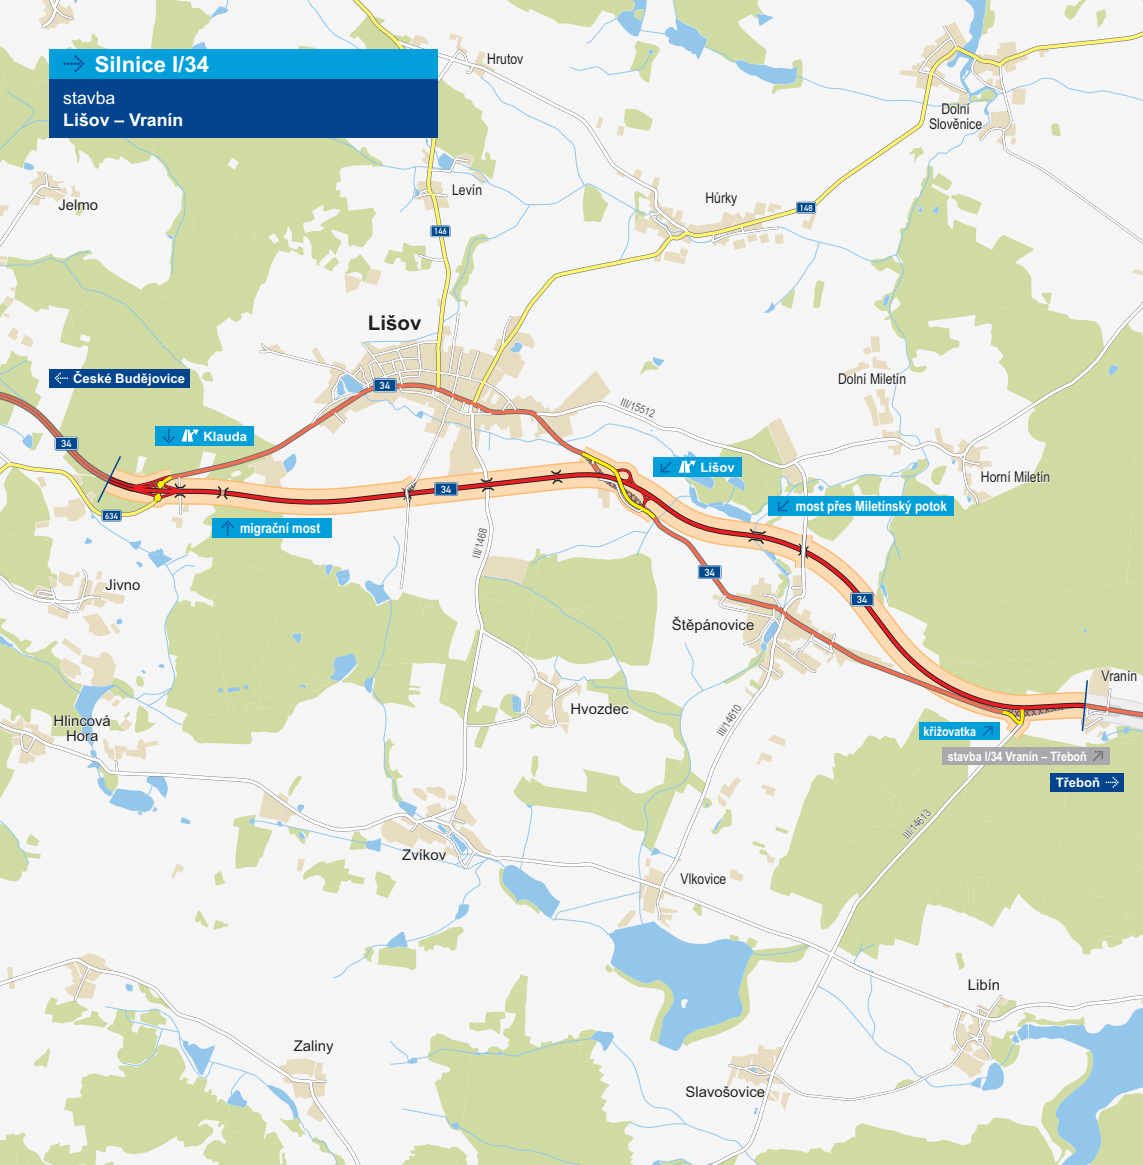 Silnice I/34
stavba
Lišov – Vranín
Hrutov
Dolní
Slověnice
Levín
Jelmo
Hůrky
148
146
Lišov
České Budějovice
34
Dolní Miletín
III/15512
Klauda
34
Lišov
Horní Miletín
34
most přes Miletínský potok
634
migrační most
III/1468
34
Jivno
34
Štěpánovice
Vranín
Hvozdec
Hlincová
Hora
III/14610
křižovatka
stavba I/34 Vranín – Třeboň
Třeboň
III/14613
Zvíkov
Vlkovice
Libín
Zaliny
Slavošovice